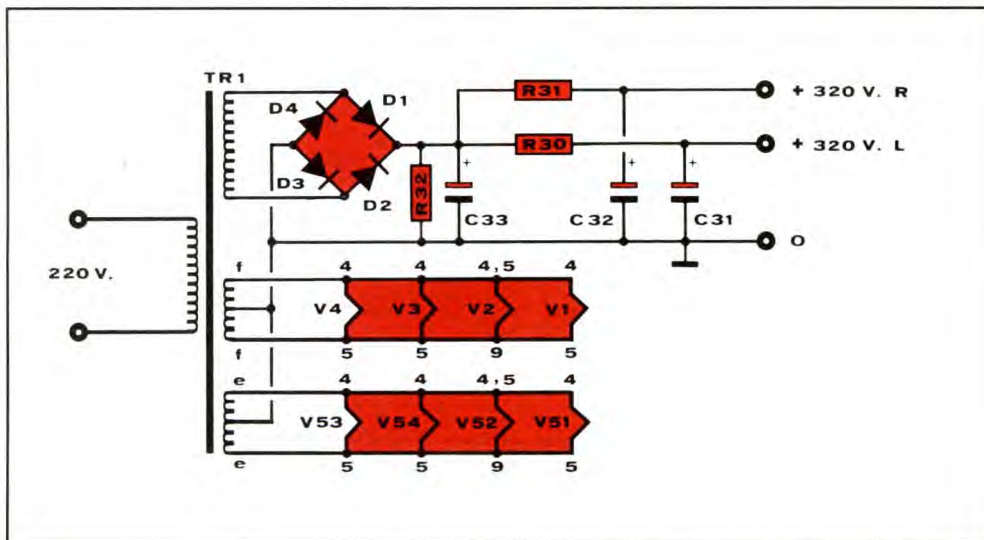 TR1
D4
D1
D3
D2
R31
R30
R32
+
+
+
C33
C32
C31
+ 320 V. R
+ 320 V. L
O
220 V.
f
4
4
4,5
4
V4
V3
V2
V1
f
5
5
9
5
e
4
4
4,5
4
V53
V54
V52
V51
e
5
5
9
5